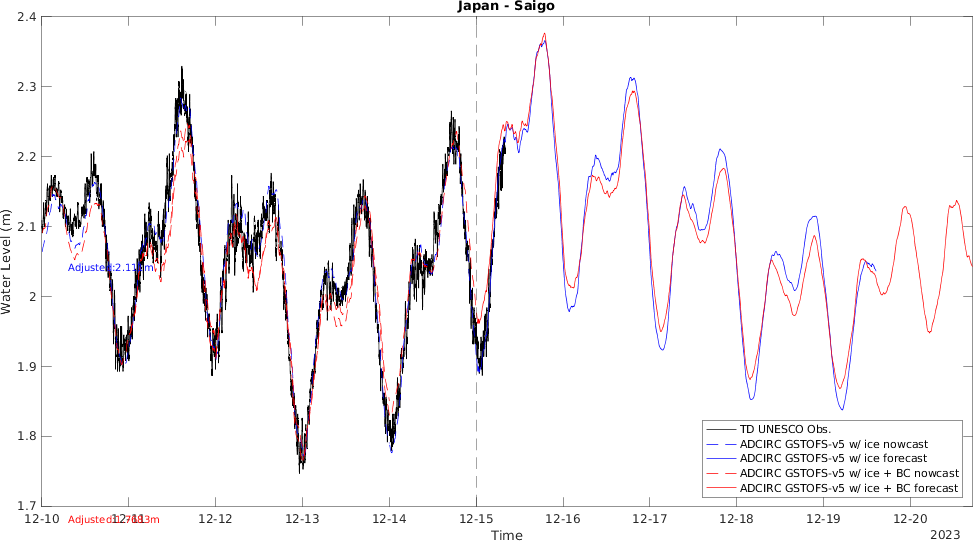 Japan - Saigo
2.4
2.3
2.2
2.1
2
1.9
1.8
1.7
Water Level (m)
TD UNESCO Obs.
ADCIRC GSTOFS-v5 w/ ice nowcast
ADCIRC GSTOFS-v5 w/ ice forecast
ADCIRC GSTOFS-v5 w/ ice + BC nowcast
ADCIRC GSTOFS-v5 w/ ice + BC forecast
12-10 12-11 12-12 12-13 12-14 12-15 12-16 12-17 12-18 12-19 12-20
Time
2023